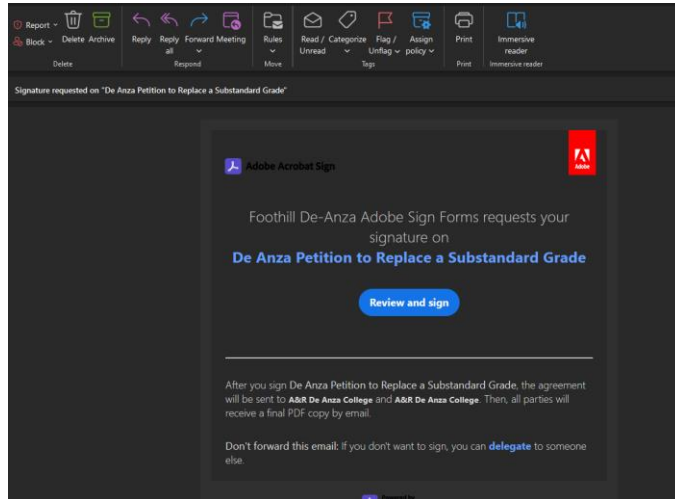 Report
Block
Delete Archive
Reply Reply all Forward Meeting
Rules
Read / Unread Categorize Flag / Unflag Assign policy
Print
Immersive reader
Delete Respond Move Tags Print Immersive reader
Signature requested on "De Anza Petition to Replace a Substandard Grade"
Adobe Acrobat Sign
Adobe
Foothill De-Anza Adobe Sign Forms requests your
signature on
De Anza Petition to Replace a Substandard Grade
Review and sign
After you sign De Anza Petition to Replace a Substandard Grade, the agreement
will be sent to A&R De Anza College and A&R De Anza College. Then, all parties will
receive a final PDF copy by email.
Don't forward this email: If you don't want to sign, you can delegate to someone
else.
Powered by